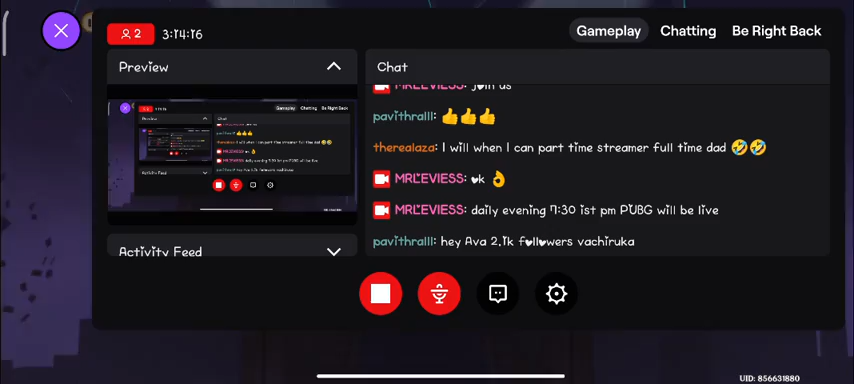 2
3:14:16
Gameplay
Chatting
Be Right Back
Preview
Chat
MRLEVIESS: join us
pavithralll: 👍👍👍
therealaza: I will when I can part time streamer full time dad 🤣🤣
MRLEVIESS: ok 👌
MRLEVIESS: daily evening 7:30 ist pm PUBG will be live
pavithralll: hey Ava 2,1k followers vachiruka
Activity Feed
UID: 856631880